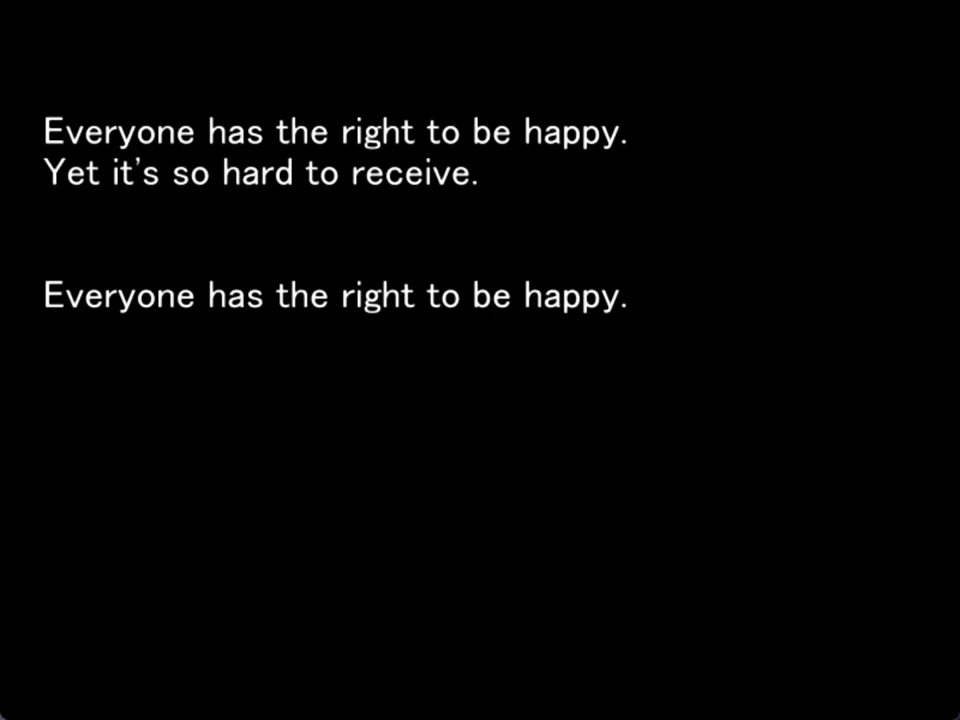 Everyone has the right to be happy.
Yet it's so hard to receive.
Everyone has the right to be happy.